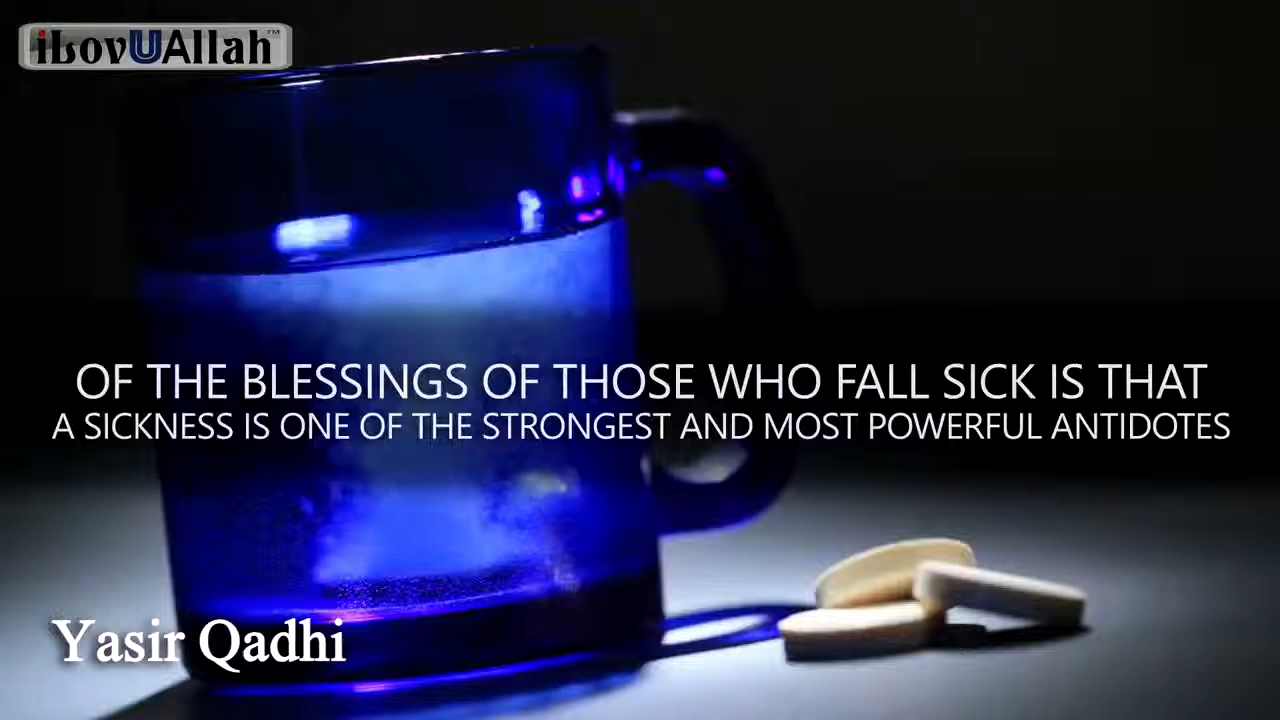 iLovUAllah™
OF THE BLESSINGS OF THOSE WHO FALL SICK IS THAT
A SICKNESS IS ONE OF THE STRONGEST AND MOST POWERFUL ANTIDOTES
Yasir Qadhi